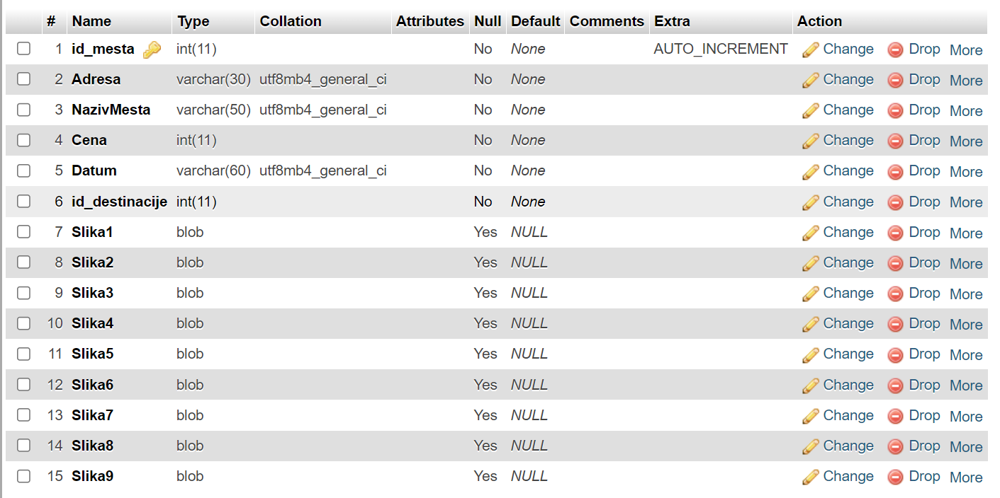 # Name Type Collation Attributes Null Default Comments Extra Action
1 id_mesta int(11) No None AUTO_INCREMENT Change Drop More
2 Adresa varchar(30) utf8mb4_general_ci No None Change Drop More
3 NazivMesta varchar(50) utf8mb4_general_ci No None Change Drop More
4 Cena int(11) No None Change Drop More
5 Datum varchar(60) utf8mb4_general_ci No None Change Drop More
6 id_destinacije int(11) No None Change Drop More
7 Slika1 blob Yes NULL Change Drop More
8 Slika2 blob Yes NULL Change Drop More
9 Slika3 blob Yes NULL Change Drop More
10 Slika4 blob Yes NULL Change Drop More
11 Slika5 blob Yes NULL Change Drop More
12 Slika6 blob Yes NULL Change Drop More
13 Slika7 blob Yes NULL Change Drop More
14 Slika8 blob Yes NULL Change Drop More
15 Slika9 blob Yes NULL Change Drop More